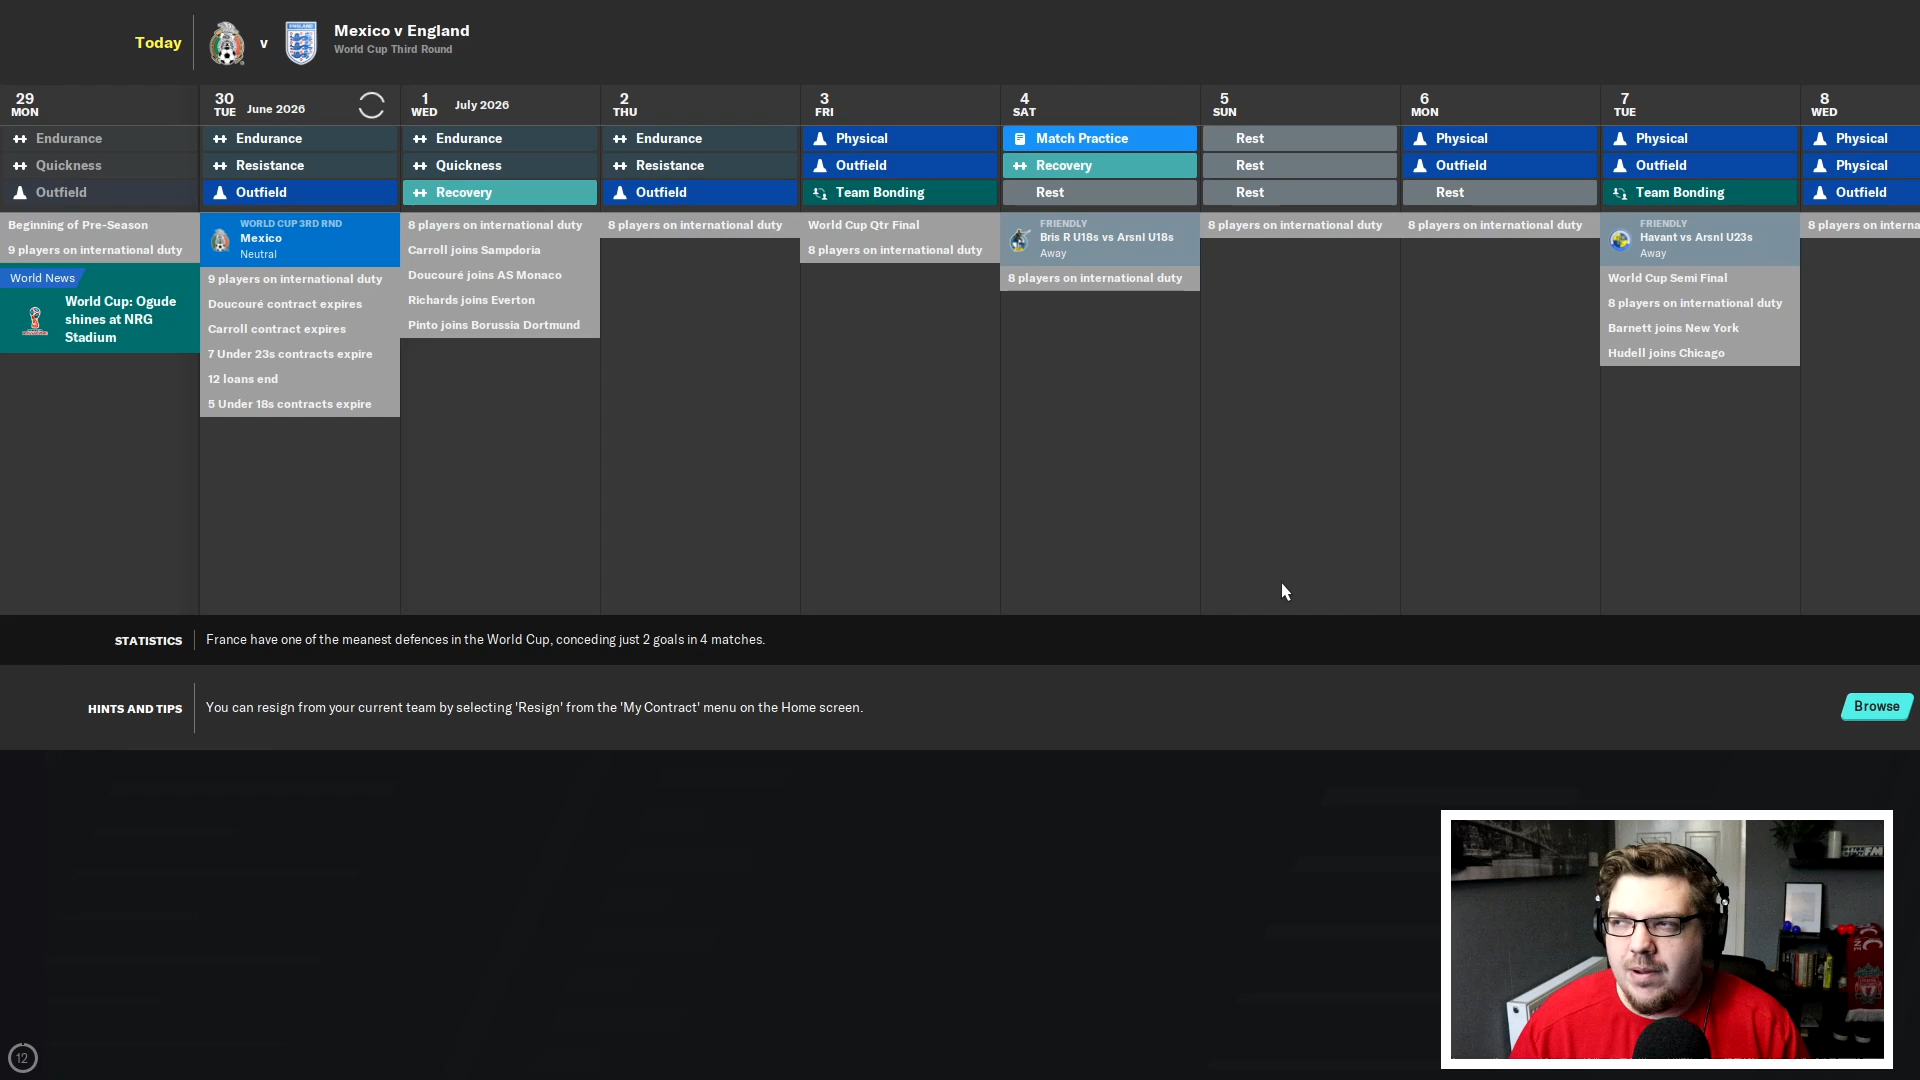 Today
v
Mexico v England
World Cup Third Round
29
MON
30
TUE June 2026
1
WED July 2026
2
THU
3
FRI
4
SAT
5
SUN
6
MON
7
TUE
8
WED
Endurance
Quickness
Outfield
Endurance
Resistance
Outfield
Endurance
Quickness
Recovery
Endurance
Resistance
Outfield
Physical
Outfield
Team Bonding
Match Practice
Recovery
Rest
Rest
Rest
Rest
Physical
Outfield
Rest
Physical
Outfield
Team Bonding
Physical
Physical
Outfield
Beginning of Pre-Season
9 players on international duty
World News
World Cup: Ogude
shines at NRG
Stadium
WORLD CUP 3RD RND
Mexico
Neutral
9 players on international duty
Doucouré contract expires
Carroll contract expires
7 Under 23s contracts expire
12 loans end
5 Under 18s contracts expire
8 players on international duty
Carroll joins Sampdoria
Doucouré joins AS Monaco
Richards joins Everton
Pinto joins Borussia Dortmund
8 players on international duty
World Cup Qtr Final
8 players on international duty
FRIENDLY
Bris R U18s vs Arsnl U18s
Away
8 players on international duty
8 players on international duty
8 players on international duty
FRIENDLY
Havant vs Arsnl U23s
Away
World Cup Semi Final
8 players on international duty
Barnett joins New York
Hudell joins Chicago
8 players on interna
STATISTICS
France have one of the meanest defences in the World Cup, conceding just 2 goals in 4 matches.
HINTS AND TIPS
You can resign from your current team by selecting 'Resign' from the 'My Contract' menu on the Home screen.
Browse
12